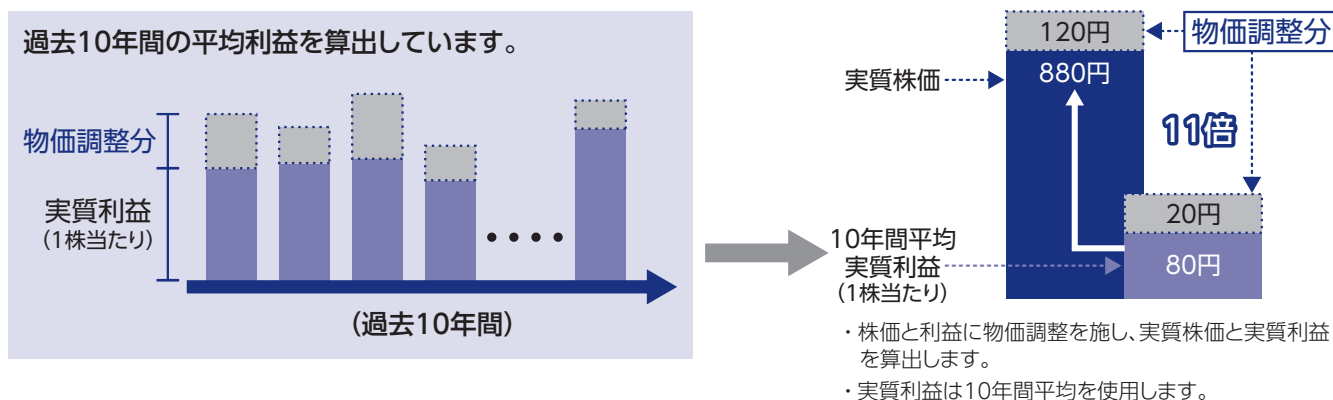 過去10年間の平均利益を算出しています。
物価調整分
実質利益
(1株当たり)
(過去10年間)
120円
物価調整分
実質株価
880円
11倍
20円
10年間平均
実質利益
(1株当たり)
80円
・株価と利益に物価調整を施し、実質株価と実質利益
を算出します。
・実質利益は10年間平均を使用します。